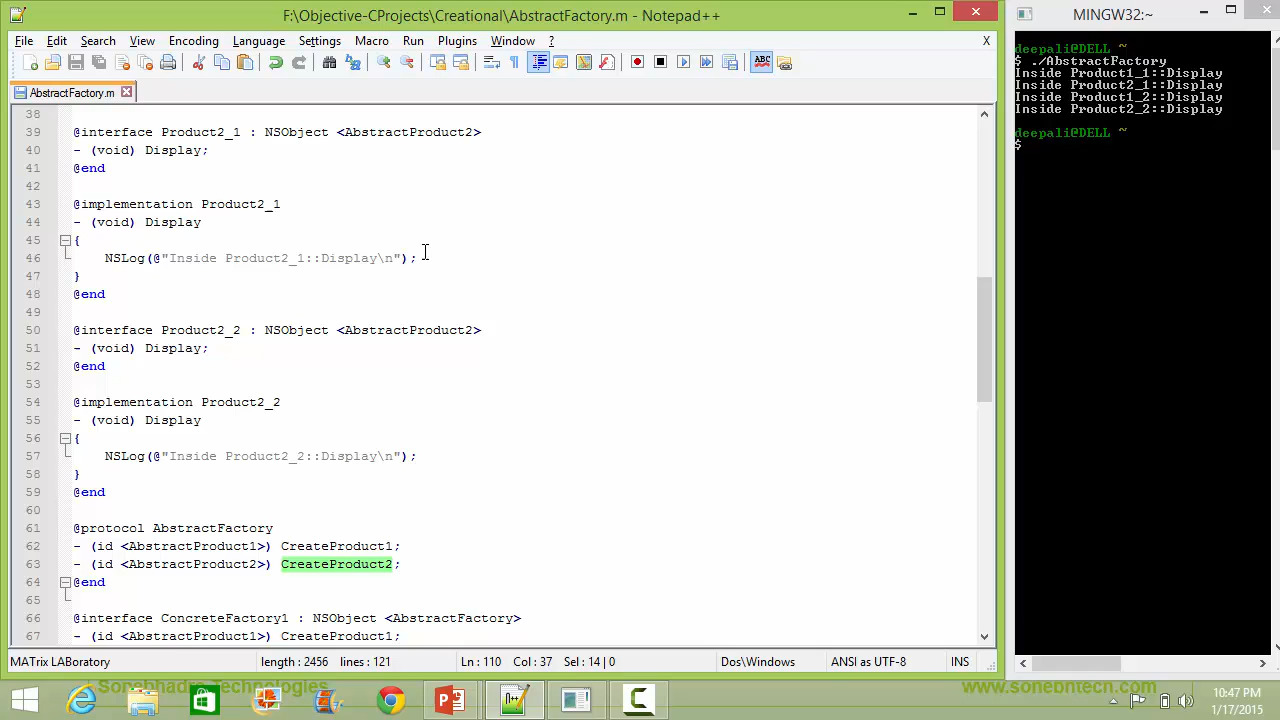 F:\Objective-CProjects\Creational\AbstractFactory.m - Notepad++
File Edit Search View Encoding Language Settings Macro Run Plugins Window ? X
AbstractFactory.m
38
39 @interface Product2_1 : NSObject <AbstractProduct2>
40 - (void) Display;
41 @end
42
43 @implementation Product2_1
44 - (void) Display
45 {
46 NSLog(@"Inside Product2_1::Display\n");
47 }
48 @end
49
50 @interface Product2_2 : NSObject <AbstractProduct2>
51 - (void) Display;
52 @end
53
54 @implementation Product2_2
55 - (void) Display
56 {
57 NSLog(@"Inside Product2_2::Display\n");
58 }
59 @end
60
61 @protocol AbstractFactory
62 - (id <AbstractProduct1>) CreateProduct1;
63 - (id <AbstractProduct2>) CreateProduct2;
64 @end
65
66 @interface ConcreteFactory1 : NSObject <AbstractFactory>
67 - (id <AbstractProduct1>) CreateProduct1;
MATrix LABoratory length : 2456 lines : 121 Ln : 110 Col : 37 Sel : 14 | 0 Dos\Windows ANSI as UTF-8 INS
MINGW32:~
deepali@DELL ~
$ ./AbstractFactory
Inside Product1_1::Display
Inside Product2_1::Display
Inside Product1_2::Display
Inside Product2_2::Display
deepali@DELL ~
$
Sonebhadra Technologies
www.sonebntecn.com
10:47 PM
1/17/2015